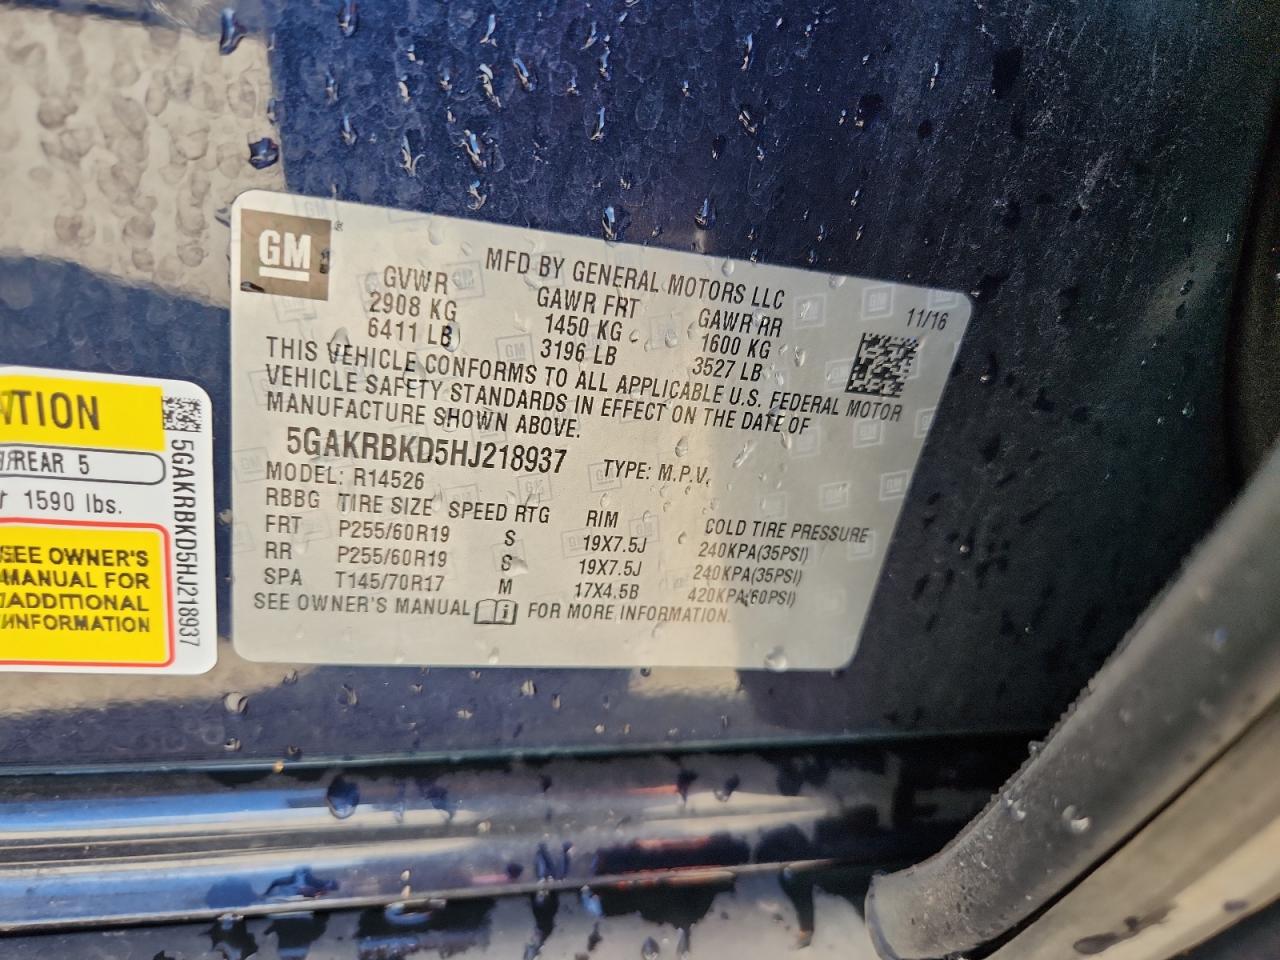 GM
MFD BY GENERAL MOTORS LLC
11/16
GVWR GAWR FRT GAWR RR
2908 KG 1450 KG 1600 KG
6411 LB 3196 LB 3527 LB
THIS VEHICLE CONFORMS TO ALL APPLICABLE U.S. FEDERAL MOTOR
VEHICLE SAFETY STANDARDS IN EFFECT ON THE DATE OF
MANUFACTURE SHOWN ABOVE.
5GAKRBKD5HJ218937 TYPE: M.P.V.
MODEL: R14526
RBBG TIRE SIZE SPEED RTG RIM COLD TIRE PRESSURE
FRT P255/60R19 S 19X7.5J 240KPA(35PSI)
RR P255/60R19 S 19X7.5J 240KPA(35PSI)
SPA T145/70R17 M 17X4.5B 420KPA(60PSI)
SEE OWNER'S MANUAL FOR MORE INFORMATION.
REAR 5
1590 lbs.
SEE OWNER'S
MANUAL FOR
ADDITIONAL
INFORMATION
5GAKRBKD5HJ218937